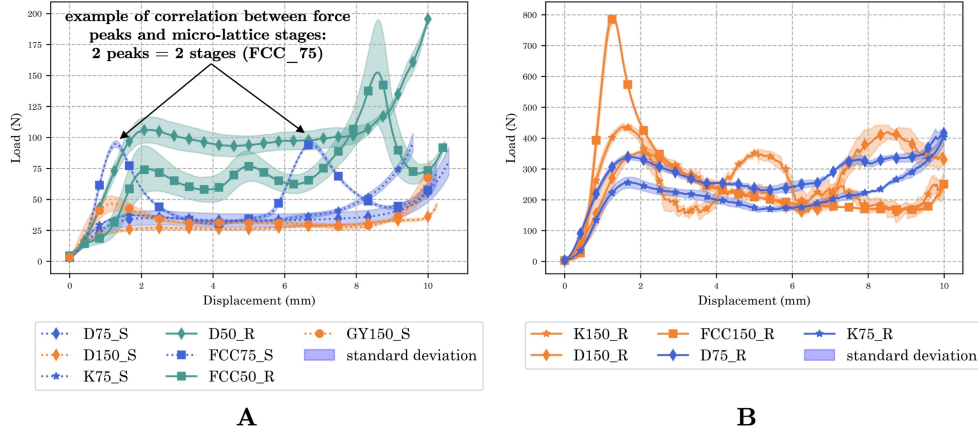 example of correlation between force
peaks and micro-lattice stages:
2 peaks = 2 stages (FCC_75)
Load (N)
200
175
150
125
100
75
50
25
0
0 2 4 6 8 10
Displacement (mm)
D75_S D50_R GY150_S
D150_S FCC75_S standard deviation
K75_S FCC50_R
A
Load (N)
800
700
600
500
400
300
200
100
0
0 2 4 6 8 10
Displacement (mm)
K150_R FCC150_R K75_R
D150_R D75_R standard deviation
B